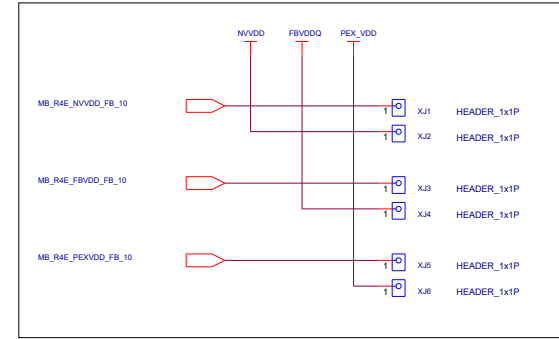 NVVDD FBVDDQ PEX_VDD
MB_R4E_NVVDD_FB_10 1 XJ1 HEADER_1x1P
1 XJ2 HEADER_1x1P
MB_R4E_FBVDD_FB_10 1 XJ3 HEADER_1x1P
1 XJ4 HEADER_1x1P
MB_R4E_PEXVDD_FB_10 1 XJ5 HEADER_1x1P
1 XJ6 HEADER_1x1P